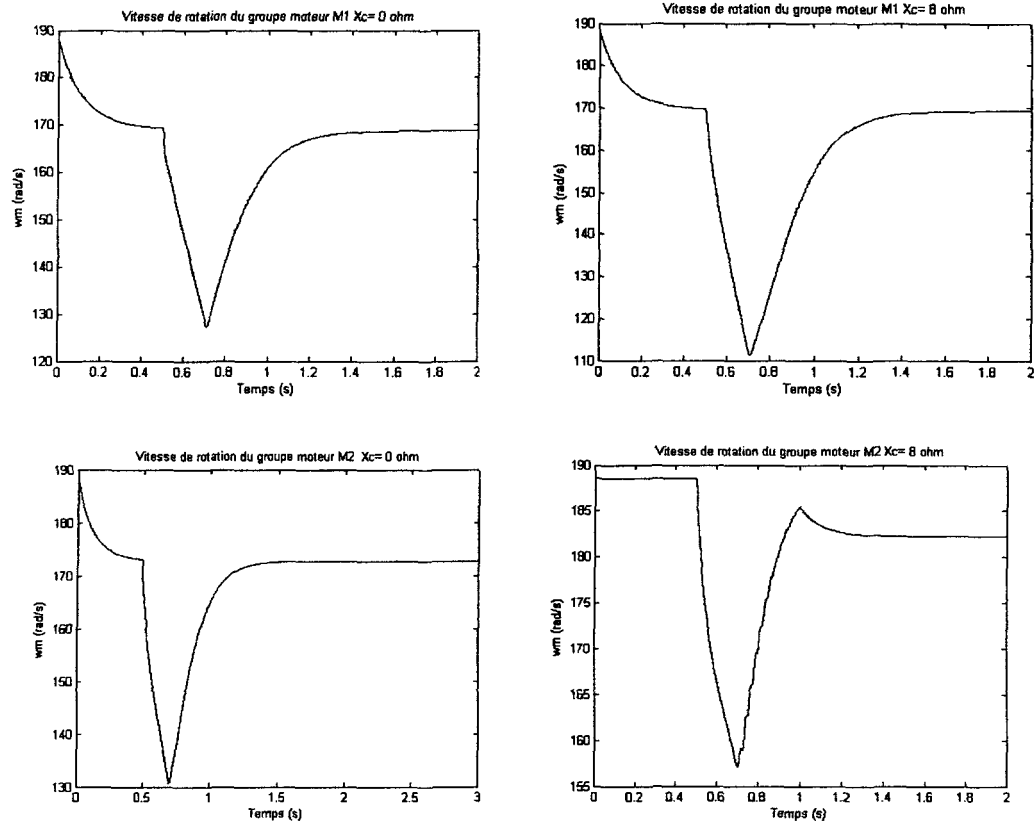 Vitesse de rotation du groupe moteur M1 Xc= 0 ohm
190
180
170
160
150
140
130
120
wm (rad/s)
0 0.2 0.4 0.6 0.8 1 1.2 1.4 1.6 1.8 2
Temps (s)
Vitesse de rotation du groupe moteur M1 Xc= 8 ohm
190
180
170
160
150
140
130
120
110
wm (rad/s)
0 0.2 0.4 0.6 0.8 1 1.2 1.4 1.6 1.8 2
Temps (s)
Vitesse de rotation du groupe moteur M2 Xc= 0 ohm
190
180
170
160
150
140
130
wm (rad/s)
0 0.5 1 1.5 2 2.5 3
Temps (s)
Vitesse de rotation du groupe moteur M2 Xc= 8 ohm
190
185
180
175
170
165
160
155
wm (rad/s)
0 0.2 0.4 0.6 0.8 1 1.2 1.4 1.6 1.8 2
Temps (s)